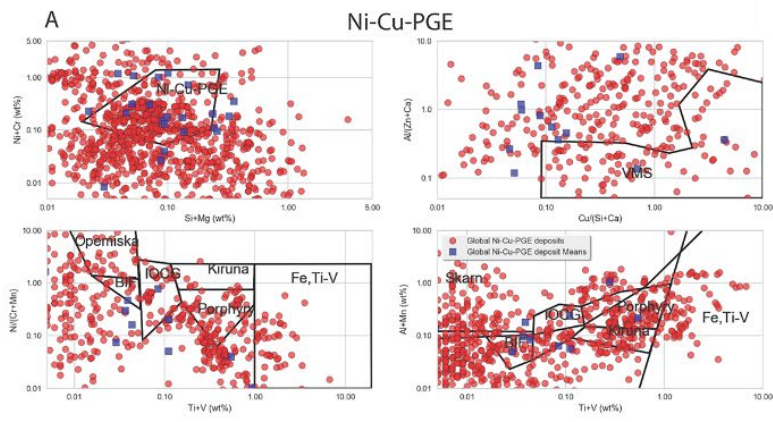 A
Ni-Cu-PGE
5.00
1.00
0.10
0.01
Ni+Cr (wt%)
Ni-Cu-PGE
0.01
0.10
1.00
5.00
Si+Mg (wt%)
10.0
1.0
0.1
Al/(Zn+Ca)
VMS
0.01
0.10
1.00
10.00
Cu/(Si+Ca)
10.00
1.00
0.10
0.01
Ni/(Cr+Mn)
Opemiska
BIF
IOCG
Kiruna
Porphyry
Fe,Ti-V
0.01
0.10
1.00
10.00
Ti+V (wt%)
10.00
1.00
0.10
0.01
Al+Mn (wt%)
Global Ni-Cu-PGE deposits
Global Ni-Cu-PGE deposit Means
Skarn
IOCG
BIF
Porphyry
Kiruna
Fe,Ti-V
0.01
0.10
1.00
10.00
Ti+V (wt%)